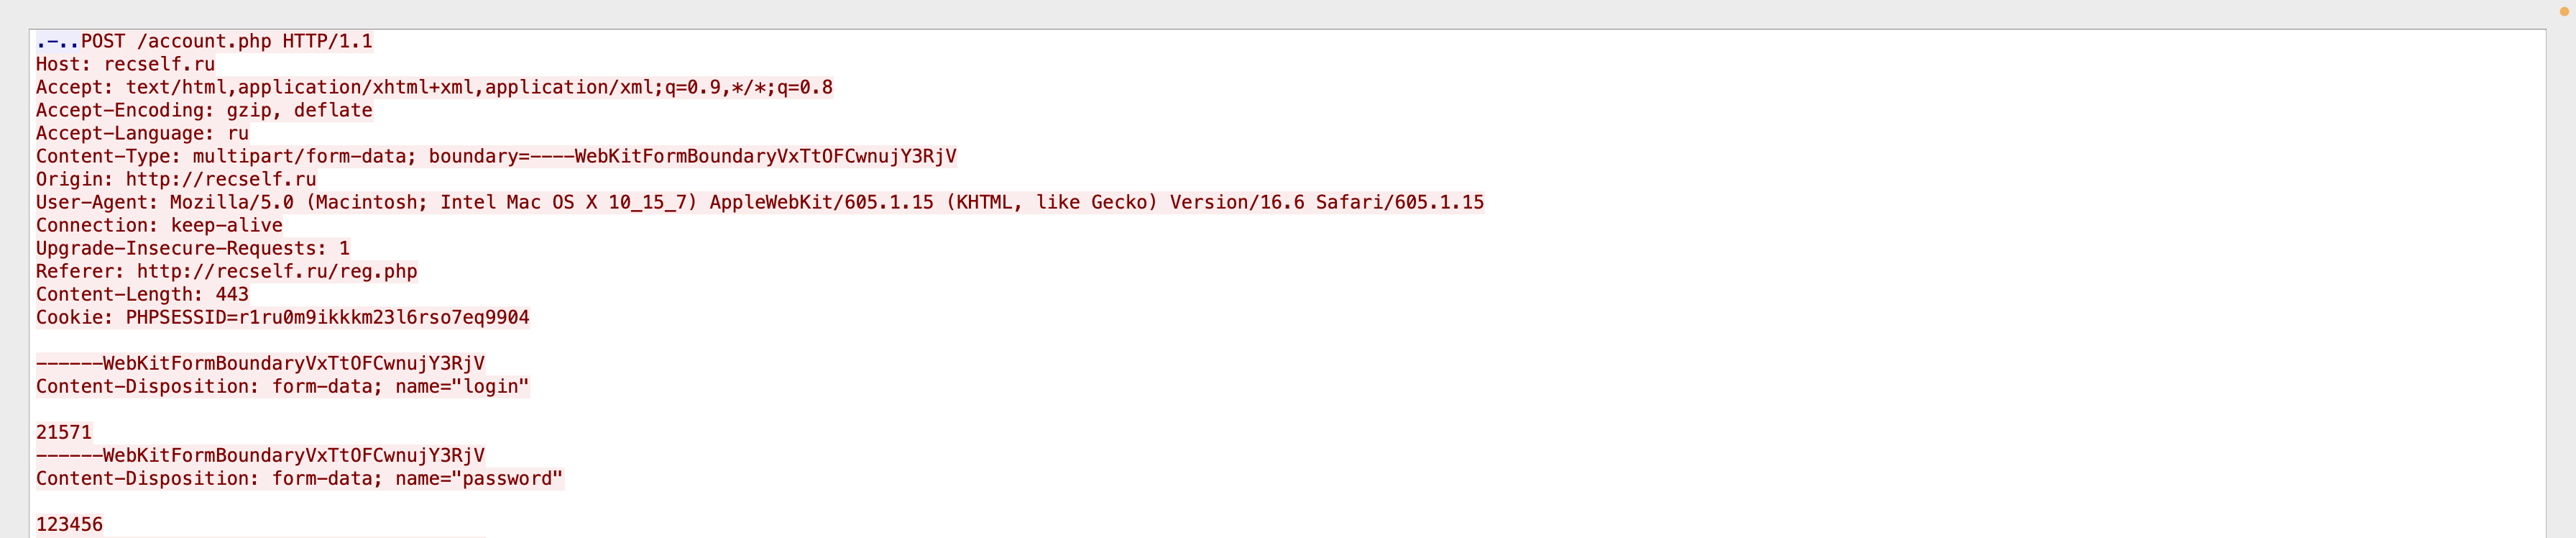 .-..POST /account.php HTTP/1.1
Host: recself.ru
Accept: text/html,application/xhtml+xml,application/xml;q=0.9,*/*;q=0.8
Accept-Encoding: gzip, deflate
Accept-Language: ru
Content-Type: multipart/form-data; boundary=----WebKitFormBoundaryVxTtOFCwnujY3RjV
Origin: http://recself.ru
User-Agent: Mozilla/5.0 (Macintosh; Intel Mac OS X 10_15_7) AppleWebKit/605.1.15 (KHTML, like Gecko) Version/16.6 Safari/605.1.15
Connection: keep-alive
Upgrade-Insecure-Requests: 1
Referer: http://recself.ru/reg.php
Content-Length: 443
Cookie: PHPSESSID=r1ru0m9ikkkm23l6rso7eq9904
------WebKitFormBoundaryVxTtOFCwnujY3RjV
Content-Disposition: form-data; name="login"
21571
------WebKitFormBoundaryVxTtOFCwnujY3RjV
Content-Disposition: form-data; name="password"
123456